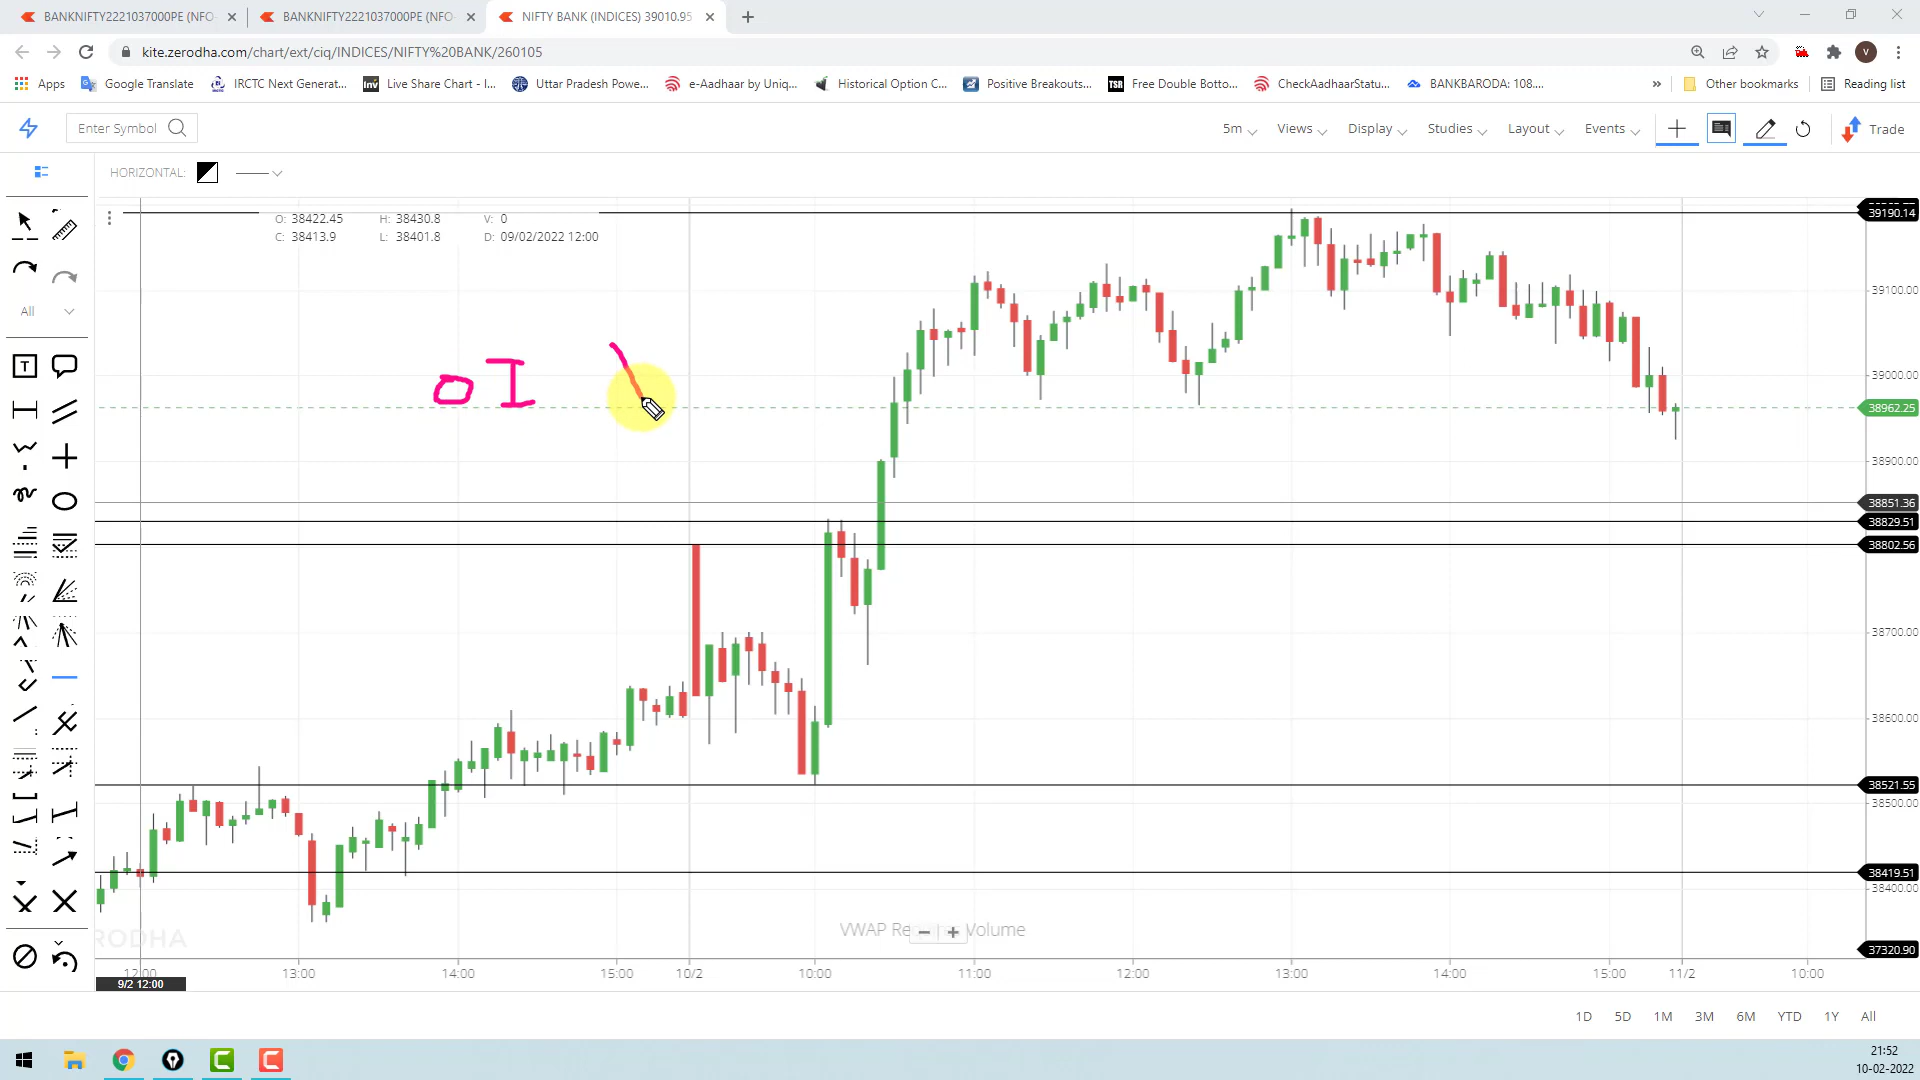 BANKNIFTY2221037000PE (NFO
BANKNIFTY2221037000PE (NFO
NIFTY BANK (INDICES) 39010.95
kite.zerodha.com/chart/ext/ciq/INDICES/NIFTY%20BANK/260105
V
Apps
Google Translate
IRCTC Next Generat...
Inv
Live Share Chart - I...
Uttar Pradesh Powe...
e-Aadhaar by Uniq...
Historical Option C...
Positive Breakouts...
TSR
Free Double Botto...
CheckAadhaarStatu...
BANKBARODA: 108....
»
Other bookmarks
Reading list
Enter Symbol
5m
Views
Display
Studies
Layout
Events
Trade
HORIZONTAL:
O: 38422.45 H: 38430.8 V: 0
C: 38413.9 L: 38401.8 D: 09/02/2022 12:00
All
T
OI
39190.14
39100.00
39000.00
38962.25
38900.00
38851.36
38829.51
38802.56
38700.00
38600.00
38521.55
38500.00
38419.51
38400.00
37320.90
VWAP Re
Volume
RODHA
12:00 13:00 14:00 15:00 10/2 10:00 11:00 12:00 13:00 14:00 15:00 11/2 10:00
9/2 12:00
1D 5D 1M 3M 6M YTD 1Y All
21:52
10-02-2022